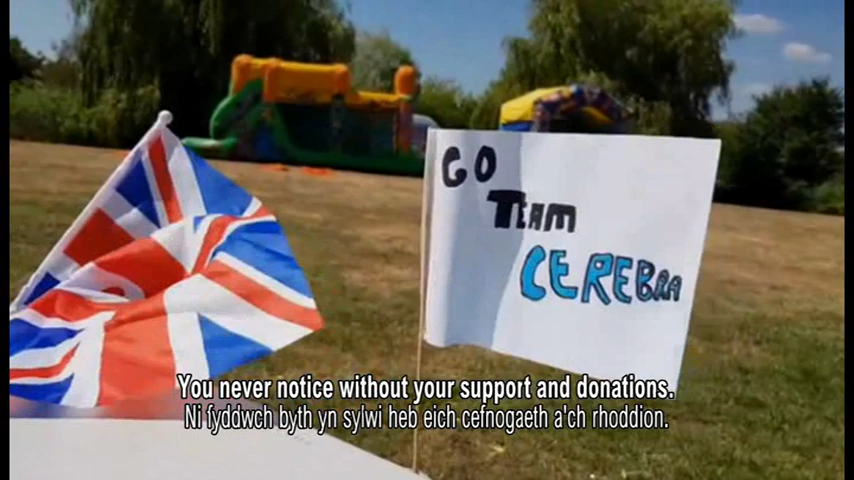 GO
TEAM
CEREBRA
You never notice without your support and donations.
Ni fyddwch byth yn sylwi heb eich cefnogaeth a'ch rhoddion.